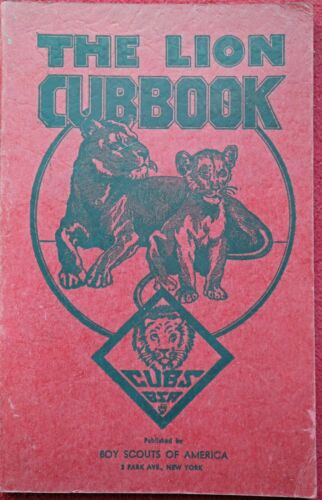 THE LION
CUBBOOK
CUBS
BSA
Published by
BOY SCOUTS OF AMERICA
2 PARK AVE., NEW YORK